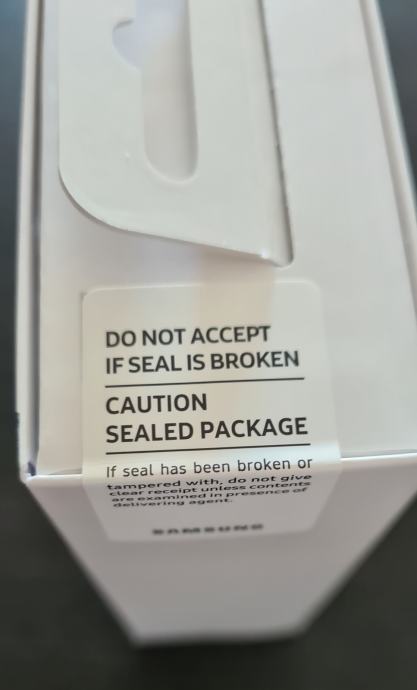 DO NOT ACCEPT
IF SEAL IS BROKEN
CAUTION
SEALED PACKAGE
If seal has been broken or
tampered with, do not give
clear receipt unless contents
are examined in presence of
delivering agent.
SAMSUNG